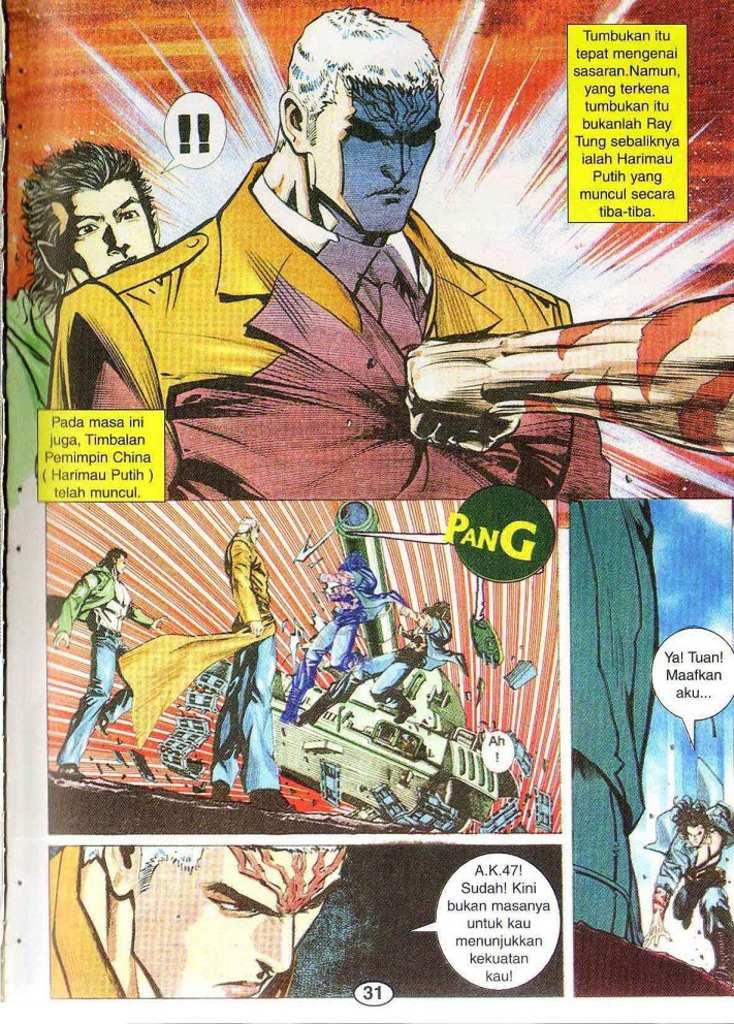 !!
Tumbukan itu
tepat mengenai
sasaran.Namun,
yang terkena
tumbukan itu
bukanlah Ray
Tung sebaliknya
ialah Harimau
Putih yang
muncul secara
tiba-tiba.
Pada masa ini
juga, Timbalan
Pemimpin China
( Harimau Putih )
telah muncul.
PANG
Ah
!
Ya! Tuan!
Maafkan
aku...
A.K.47!
Sudah! Kini
bukan masanya
untuk kau
menunjukkan
kekuatan
kau!
31